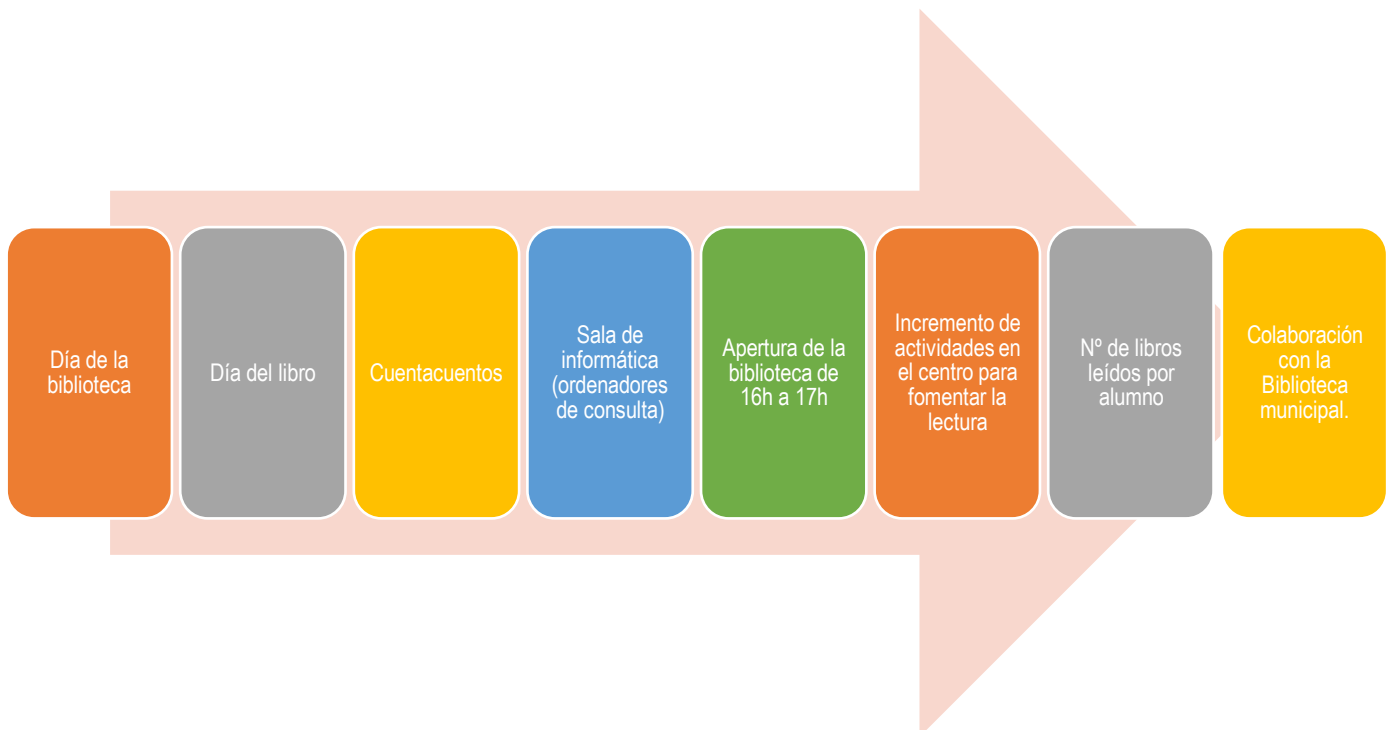 Día de la
biblioteca
Día del libro
Cuentacuentos
Sala de
informática
(ordenadores
de consulta)
Apertura de la
biblioteca de
16h a 17h
Incremento de
actividades en
el centro para
fomentar la
lectura
Nº de libros
leídos por
alumno
Colaboración
con la
Biblioteca
municipal.